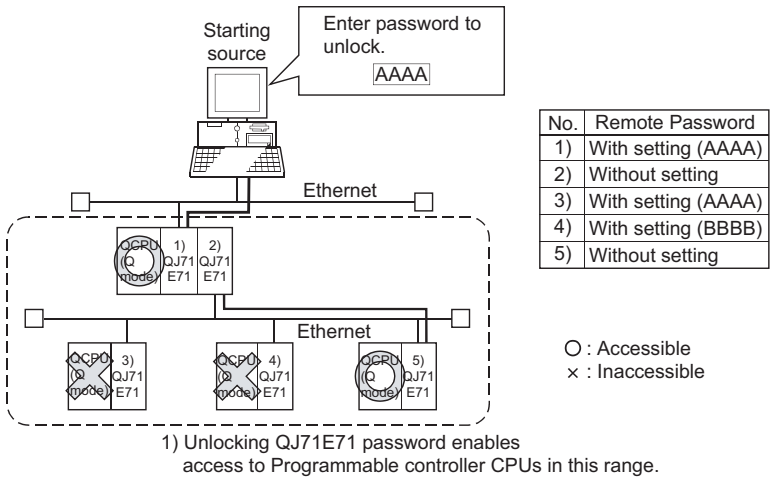 Starting
source
Enter password to
unlock.
AAAA
No. Remote Password
1) With setting (AAAA)
2) Without setting
3) With setting (AAAA)
4) With setting (BBBB)
5) Without setting
Ethernet
QCPU
(Q
mode)
1)
QJ71
E71
2)
QJ71
E71
Ethernet
QCPU
(Q
mode)
3)
QJ71
E71
QCPU
(Q
mode)
4)
QJ71
E71
QCPU
(Q
mode)
5)
QJ71
E71
○ : Accessible
× : Inaccessible
1) Unlocking QJ71E71 password enables
access to Programmable controller CPUs in this range.